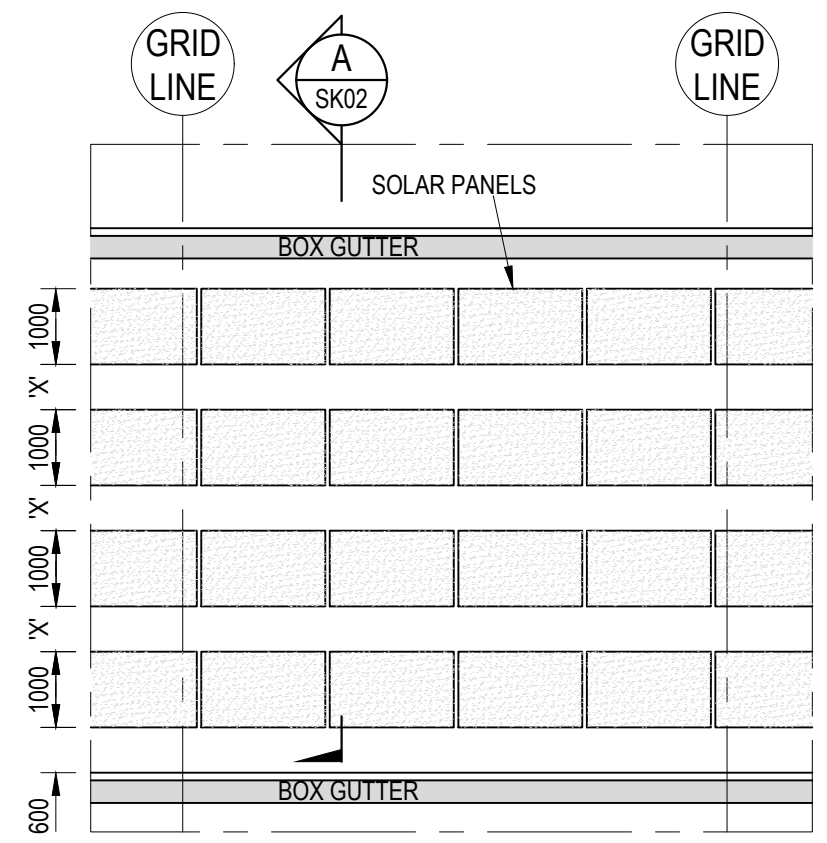 GRID
LINE
A
SK02
GRID
LINE
SOLAR PANELS
BOX GUTTER
1000
'X'
1000
'X'
1000
'X'
1000
BOX GUTTER
600